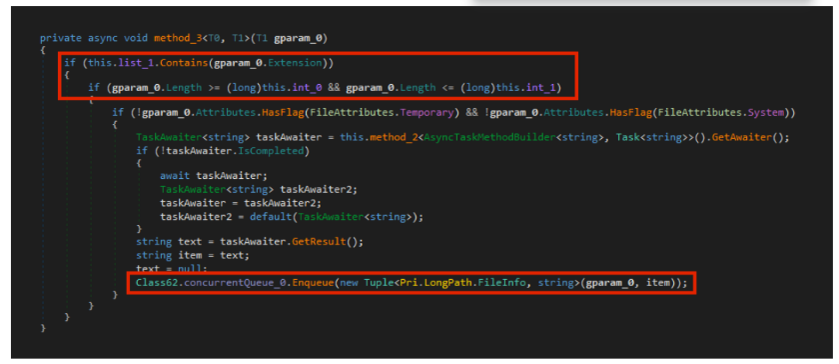 private async void method_3<T0, T1>(T1 gparam_0)
{
if (this.list_1.Contains(gparam_0.Extension))
{
if (gparam_0.Length >= (long)this.int_0 && gparam_0.Length <= (long)this.int_1)
{
if (!gparam_0.Attributes.HasFlag(FileAttributes.Temporary) && !gparam_0.Attributes.HasFlag(FileAttributes.System))
{
TaskAwaiter<string> taskAwaiter = this.method_2<AsyncTaskMethodBuilder<string>, Task<string>>().GetAwaiter();
if (!taskAwaiter.IsCompleted)
{
await taskAwaiter;
TaskAwaiter<string> taskAwaiter2;
taskAwaiter = taskAwaiter2;
taskAwaiter2 = default(TaskAwaiter<string>);
}
string text = taskAwaiter.GetResult();
string item = text;
text = null;
Class62.concurrentQueue_0.Enqueue(new Tuple<Pri.LongPath.FileInfo, string>(gparam_0, item));
}
}
}
}